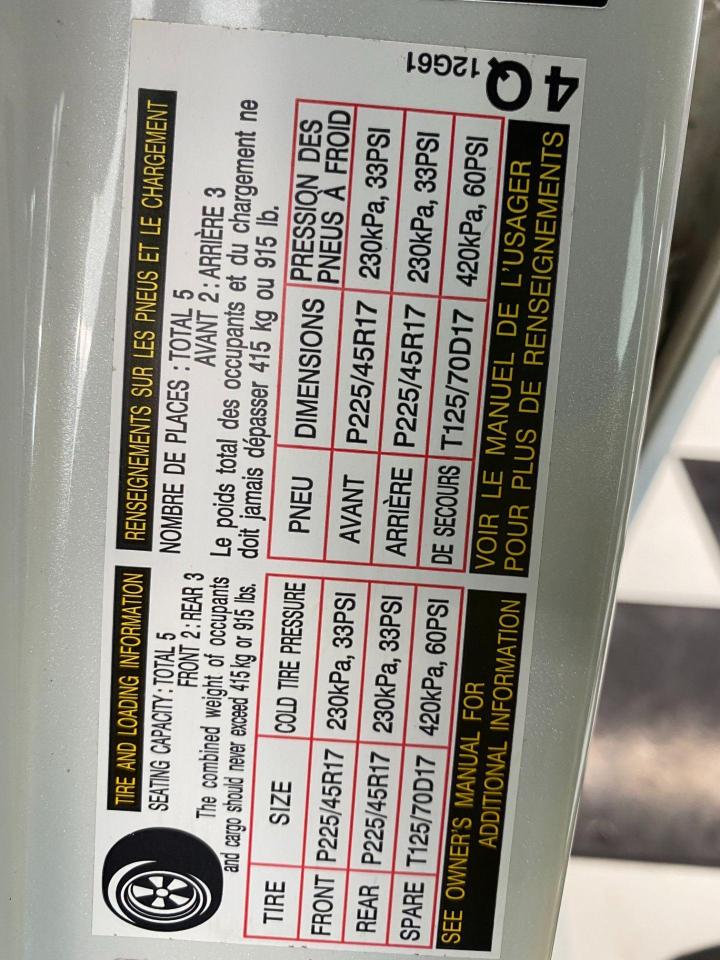 TIRE AND LOADING INFORMATION
SEATING CAPACITY : TOTAL 5
FRONT 2 : REAR 3
The combined weight of occupants
and cargo should never exceed 415 kg or 915 lbs.
TIRE SIZE COLD TIRE PRESSURE
FRONT P225/45R17 230kPa, 33PSI
REAR P225/45R17 230kPa, 33PSI
SPARE T125/70D17 420kPa, 60PSI
SEE OWNER'S MANUAL FOR
ADDITIONAL INFORMATION
RENSEIGNEMENTS SUR LES PNEUS ET LE CHARGEMENT
NOMBRE DE PLACES : TOTAL 5
AVANT 2 : ARRIÈRE 3
Le poids total des occupants et du chargement ne
doit jamais dépasser 415 kg ou 915 lb.
PNEU DIMENSIONS PRESSION DES
PNEUS À FROID
AVANT P225/45R17 230kPa, 33PSI
ARRIÈRE P225/45R17 230kPa, 33PSI
DE SECOURS T125/70D17 420kPa, 60PSI
VOIR LE MANUEL DE L'USAGER
POUR PLUS DE RENSEIGNEMENTS
12G61
4Q